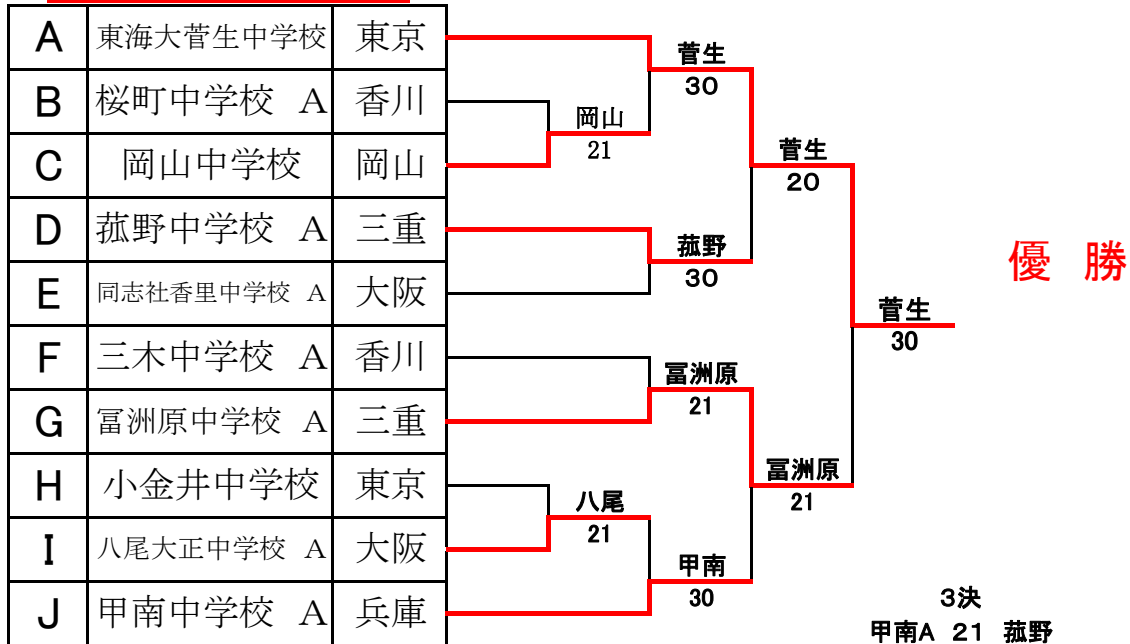 A 東海大菅生中学校 東京
B 桜町中学校 A 香川
C 岡山中学校 岡山
D 菰野中学校 A 三重
E 同志社香里中学校 A 大阪
F 三木中学校 A 香川
G 冨洲原中学校 A 三重
H 小金井中学校 東京
I 八尾大正中学校 A 大阪
J 甲南中学校 A 兵庫
岡山
21
八尾
21
菅生
30
菰野
30
冨洲原
21
甲南
30
菅生
20
冨洲原
21
菅生
30
優 勝
3決
甲南A 21 菰野